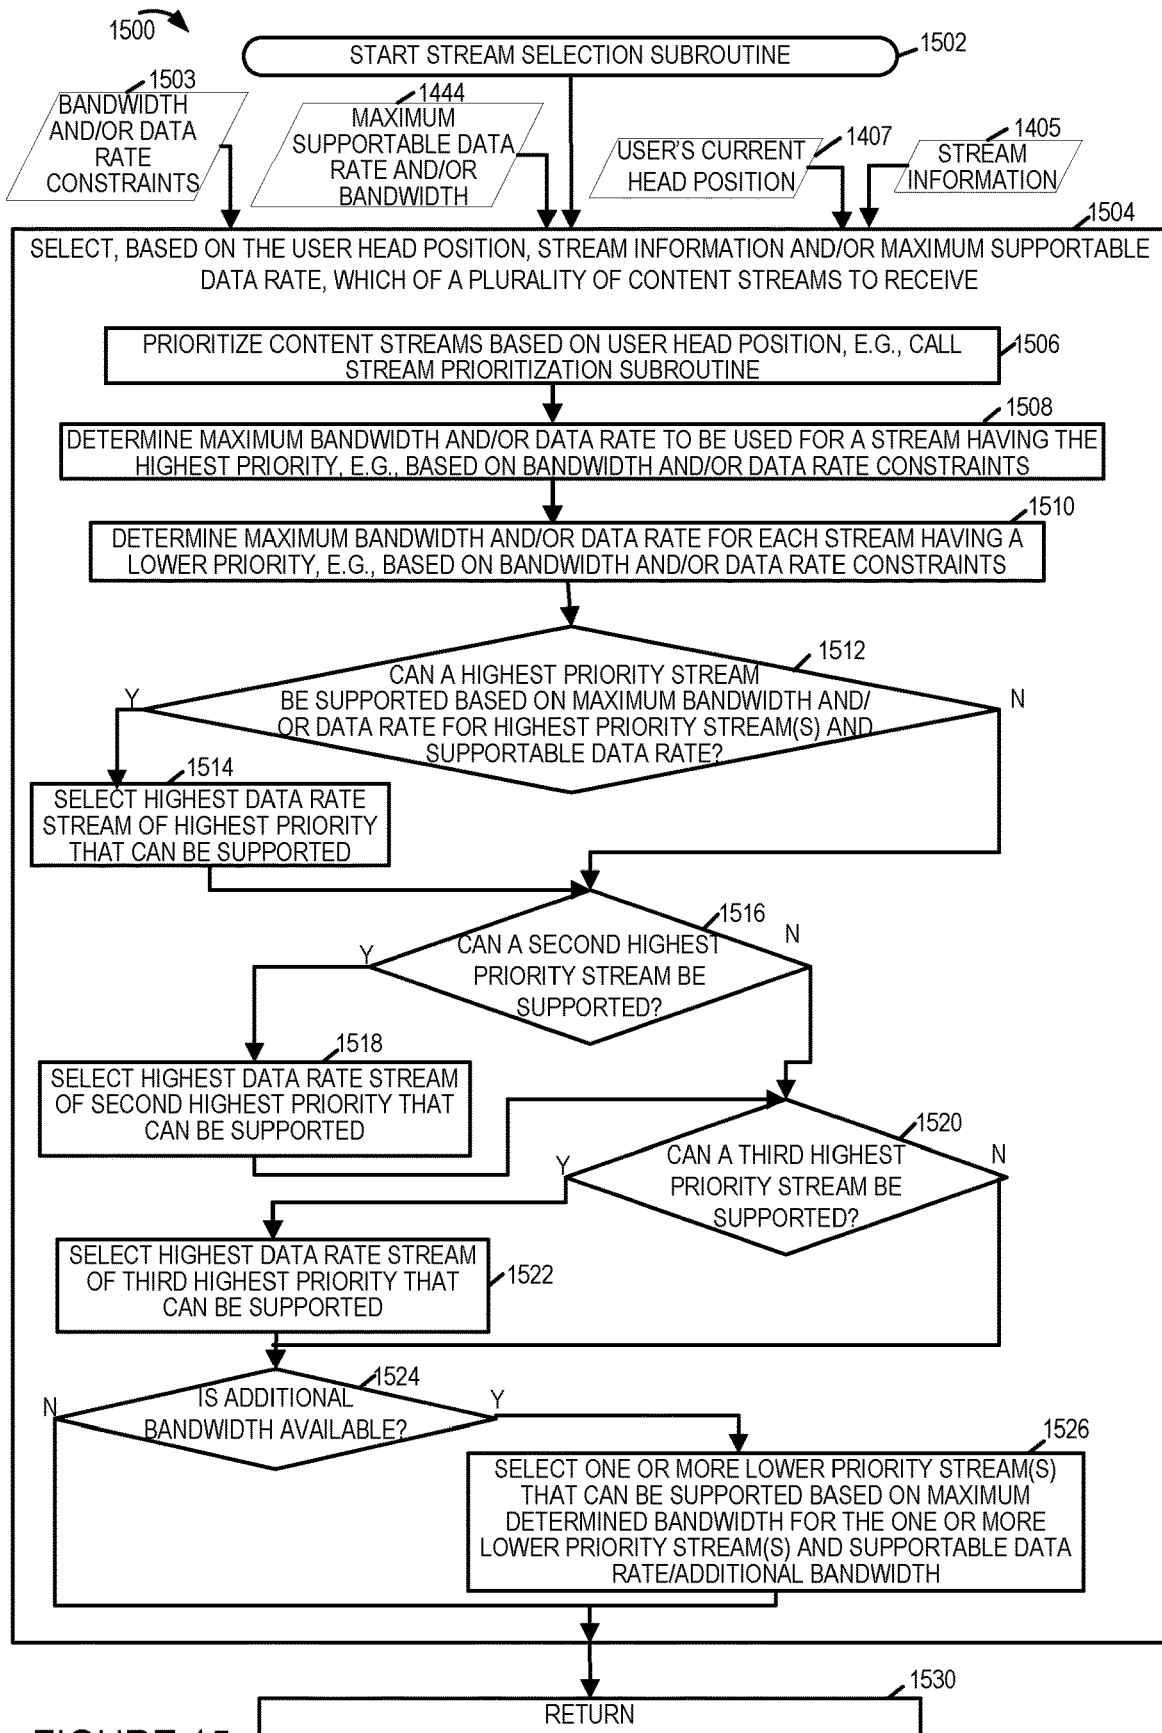 1500
START STREAM SELECTION SUBROUTINE
1502
1503
BANDWIDTH
AND/OR DATA
RATE
CONSTRAINTS
1444
MAXIMUM
SUPPORTABLE DATA
RATE AND/OR
BANDWIDTH
1407
USER'S CURRENT
HEAD POSITION
1405
STREAM
INFORMATION
1504
SELECT, BASED ON THE USER HEAD POSITION, STREAM INFORMATION AND/OR MAXIMUM SUPPORTABLE
DATA RATE, WHICH OF A PLURALITY OF CONTENT STREAMS TO RECEIVE
PRIORITIZE CONTENT STREAMS BASED ON USER HEAD POSITION, E.G., CALL
STREAM PRIORITIZATION SUBROUTINE
1506
1508
DETERMINE MAXIMUM BANDWIDTH AND/OR DATA RATE TO BE USED FOR A STREAM HAVING THE
HIGHEST PRIORITY, E.G., BASED ON BANDWIDTH AND/OR DATA RATE CONSTRAINTS
1510
DETERMINE MAXIMUM BANDWIDTH AND/OR DATA RATE FOR EACH STREAM HAVING A
LOWER PRIORITY, E.G., BASED ON BANDWIDTH AND/OR DATA RATE CONSTRAINTS
1512
CAN A HIGHEST PRIORITY STREAM
BE SUPPORTED BASED ON MAXIMUM BANDWIDTH AND/
OR DATA RATE FOR HIGHEST PRIORITY STREAM(S) AND
SUPPORTABLE DATA RATE?
Y
N
1514
SELECT HIGHEST DATA RATE
STREAM OF HIGHEST PRIORITY
THAT CAN BE SUPPORTED
1516
CAN A SECOND HIGHEST
PRIORITY STREAM BE
SUPPORTED?
Y
N
1518
SELECT HIGHEST DATA RATE STREAM
OF SECOND HIGHEST PRIORITY THAT
CAN BE SUPPORTED
1520
CAN A THIRD HIGHEST
PRIORITY STREAM BE
SUPPORTED?
Y
N
SELECT HIGHEST DATA RATE STREAM
OF THIRD HIGHEST PRIORITY THAT
CAN BE SUPPORTED
1522
1524
IS ADDITIONAL
BANDWIDTH AVAILABLE?
N
Y
1526
SELECT ONE OR MORE LOWER PRIORITY STREAM(S)
THAT CAN BE SUPPORTED BASED ON MAXIMUM
DETERMINED BANDWIDTH FOR THE ONE OR MORE
LOWER PRIORITY STREAM(S) AND SUPPORTABLE DATA
RATE/ADDITIONAL BANDWIDTH
1530
RETURN
FIGURE 15